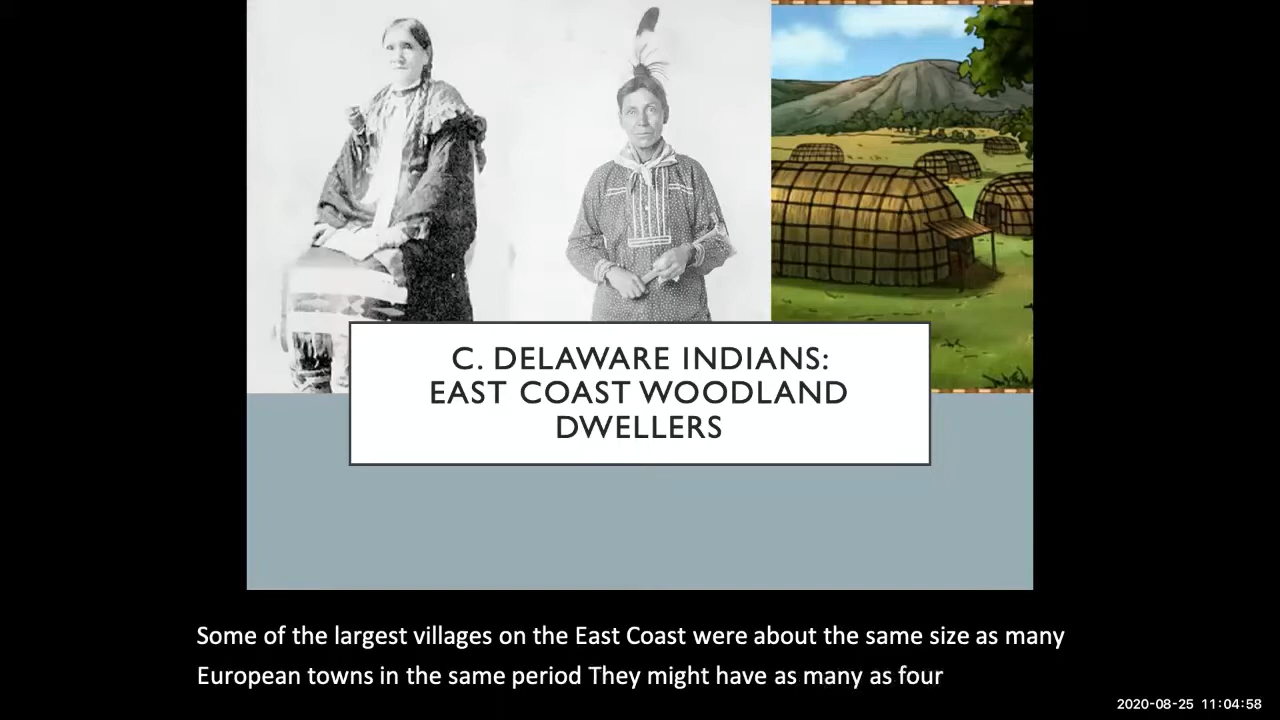 C. DELAWARE INDIANS:
EAST COAST WOODLAND
DWELLERS
Some of the largest villages on the East Coast were about the same size as many
European towns in the same period They might have as many as four
2020-08-25 11:04:58